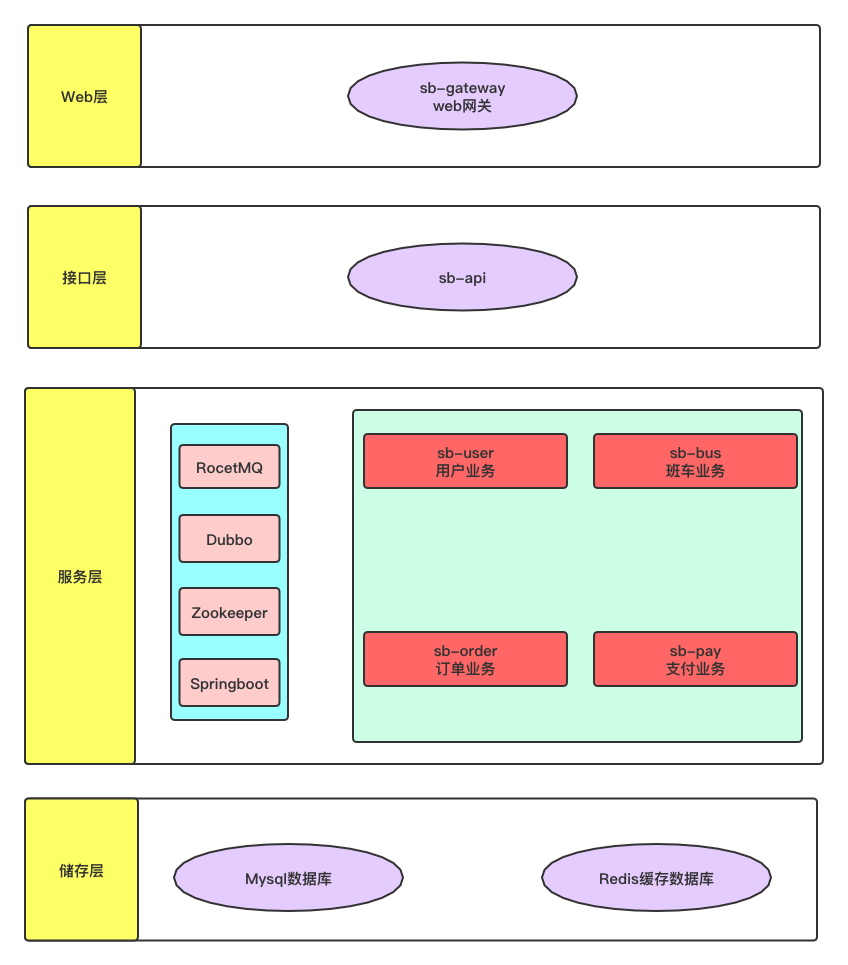 Web层
sb-gateway
web网关
接口层
sb-api
服务层
RocetMQ
Dubbo
Zookeeper
Springboot
sb-user
用户业务
sb-bus
班车业务
sb-order
订单业务
sb-pay
支付业务
储存层
Mysql数据库
Redis缓存数据库